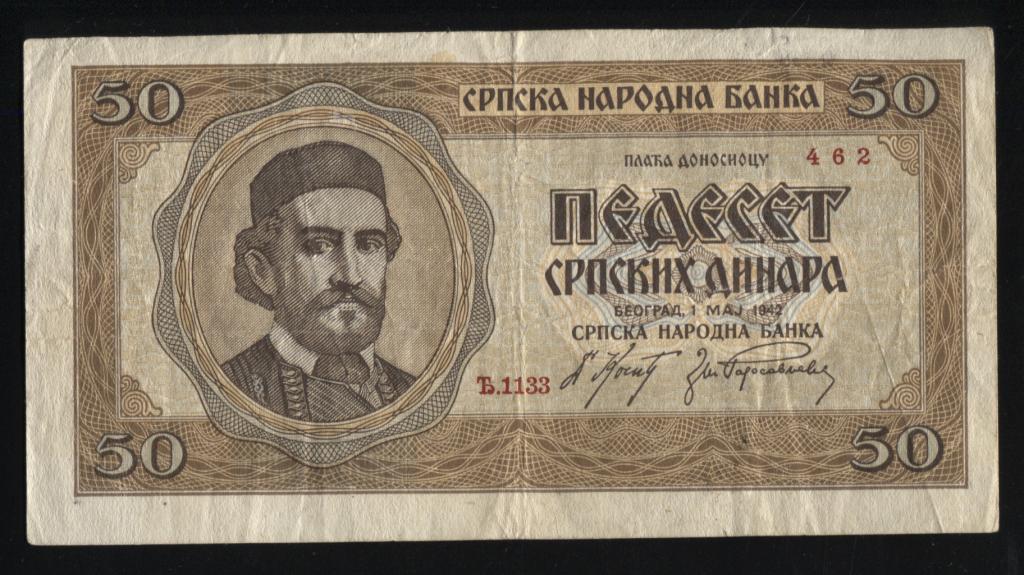 50 СРПСКА НАРОДНА БАНКА 50
ПЛАЋА ДОНОСИОЦУ 462
ПЕДЕСЕТ
СРПСКИХ ДИНАРА
БЕОГРАД, 1 МАЈ 1942
СРПСКА НАРОДНА БАНКА
Ђ.1133
50 50